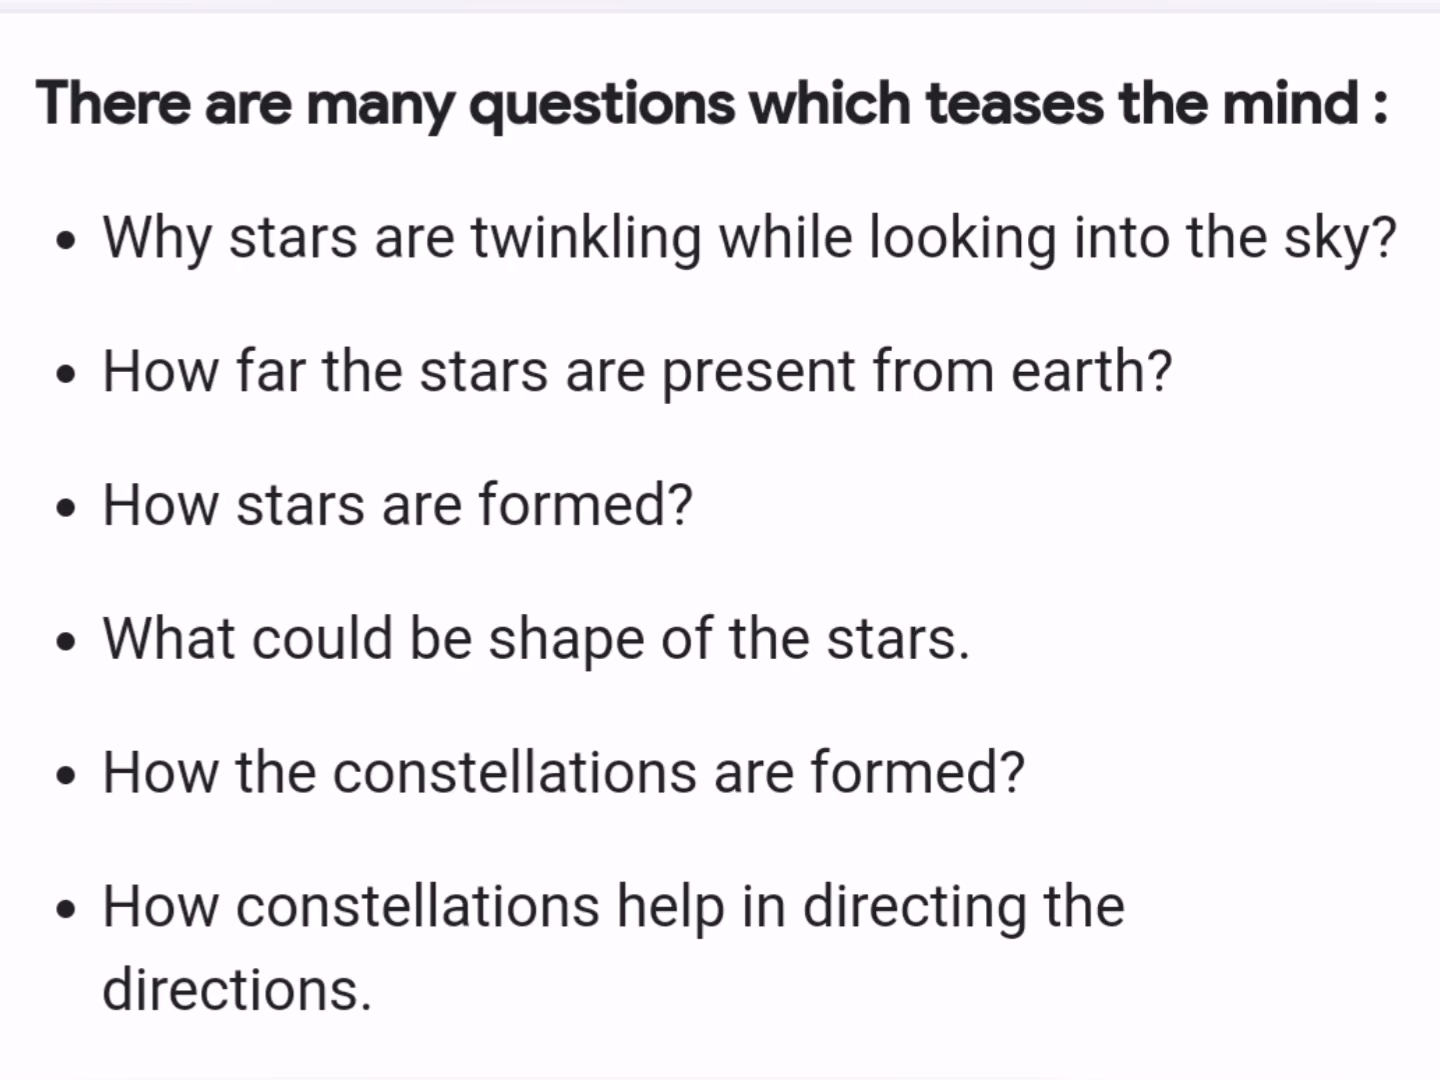 There are many questions which teases the mind :
• Why stars are twinkling while looking into the sky?
• How far the stars are present from earth?
• How stars are formed?
• What could be shape of the stars.
• How the constellations are formed?
• How constellations help in directing the
directions.